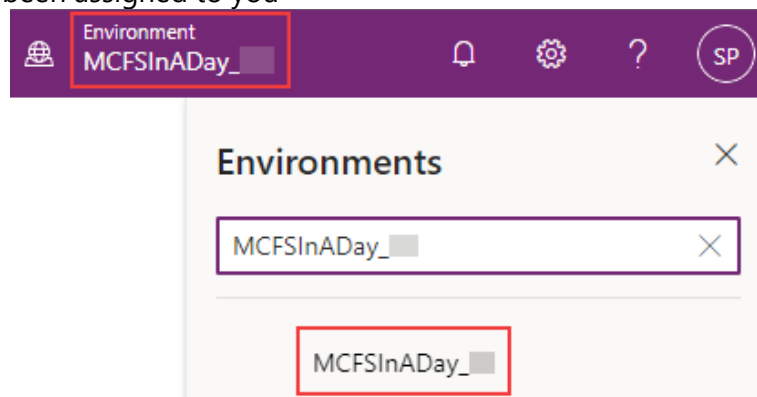 been assigned to you
Environment
MCFSInADay_
?
SP
Environments
MCFSInADay_
MCFSInADay_